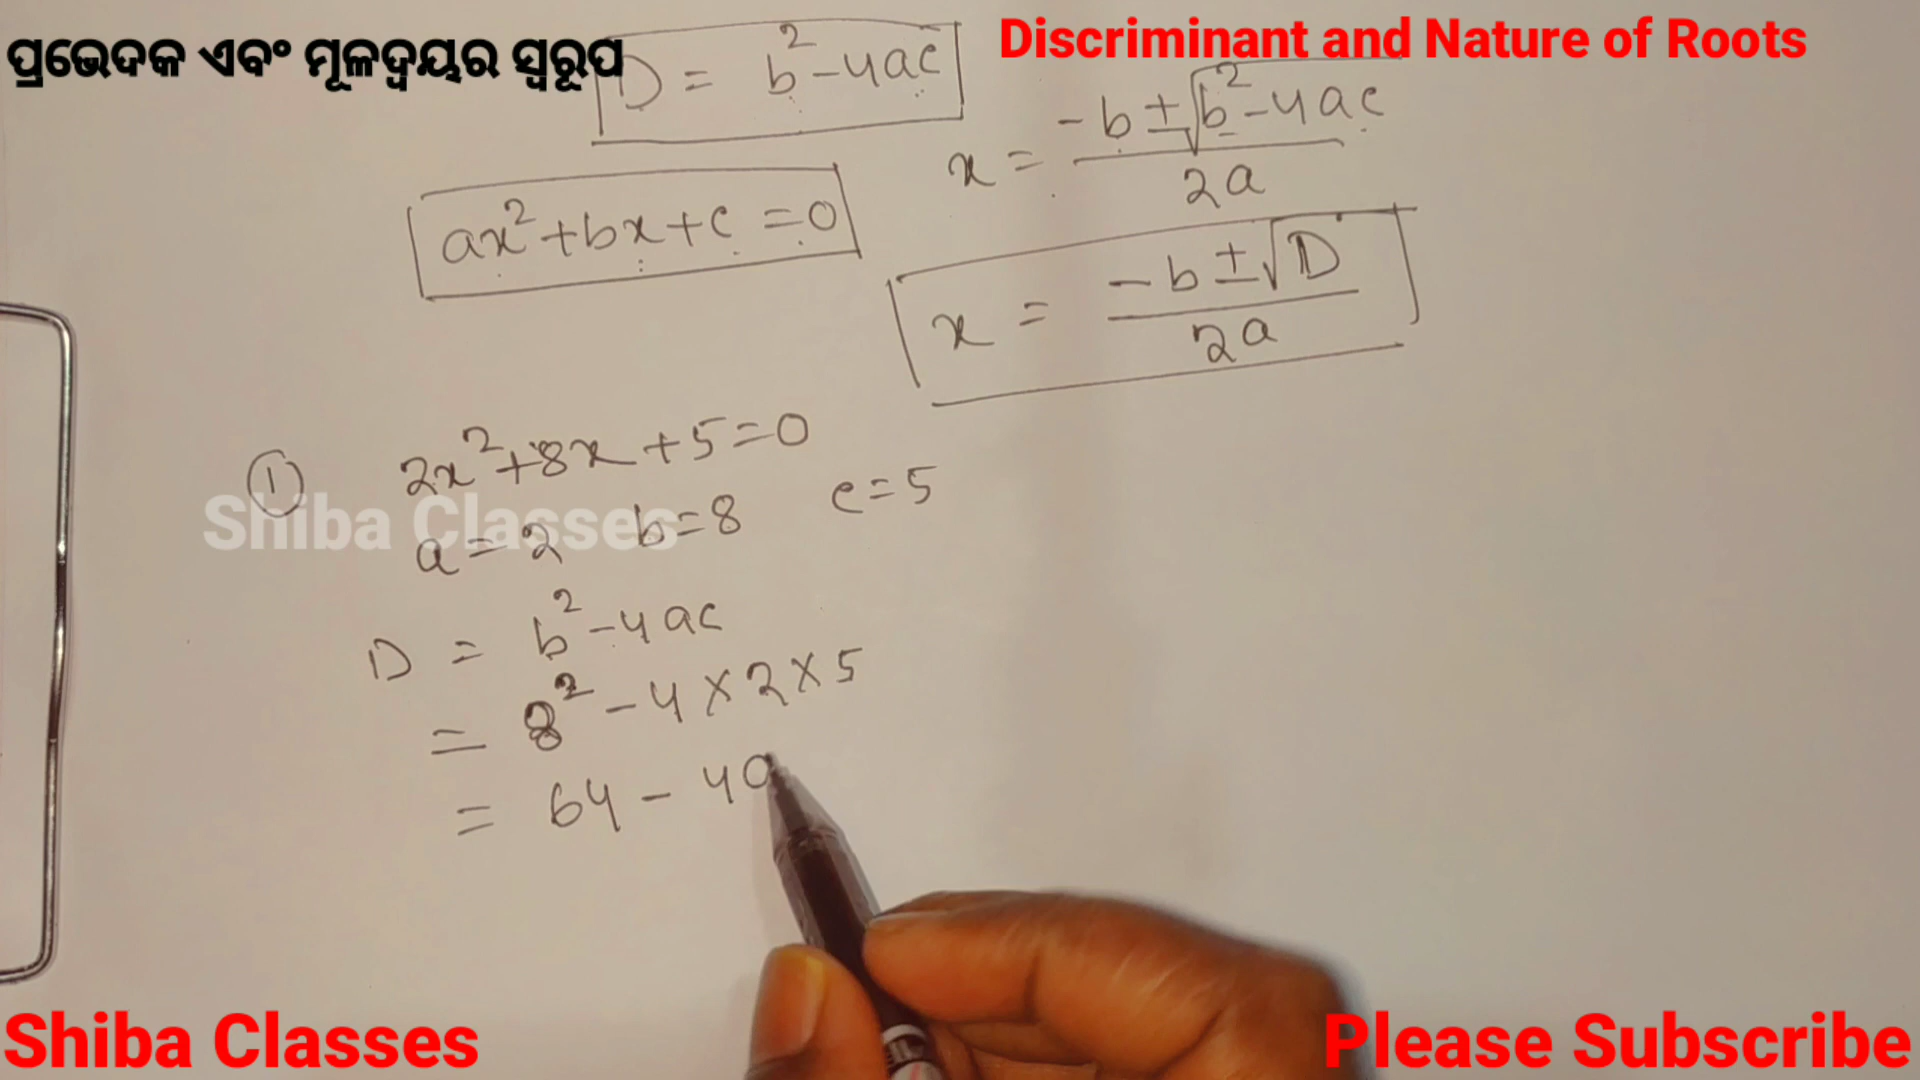 ପ୍ରଭେଦକ ଏବଂ ମୂଳଦ୍ୱୟର ସ୍ୱରୂପ
Discriminant and Nature of Roots
D = b² - 4ac
x = (-b ± √(b² - 4ac)) / 2a
ax² + bx + c = 0
x = (-b ± √D) / 2a
① 2x² + 8x + 5 = 0
Shiba Classes
a = 2 b = 8 c = 5
D = b² - 4ac
= 8² - 4 × 2 × 5
= 64 - 40
Shiba Classes
Please Subscribe